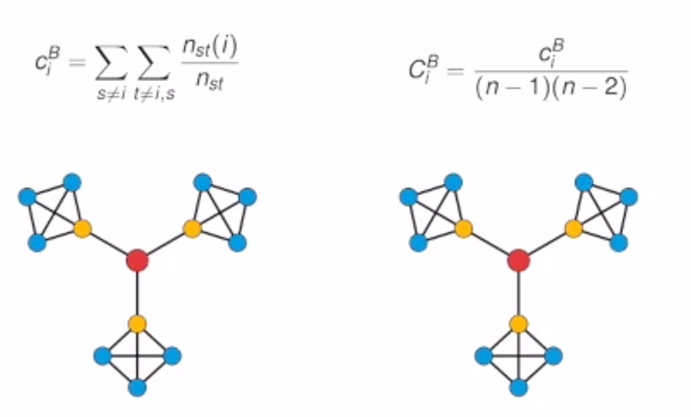 c_i^B = \sum_{s \neq i} \sum_{t \neq i,s} \frac{n_{st}(i)}{n_{st}}
C_i^B = \frac{c_i^B}{(n-1)(n-2)}